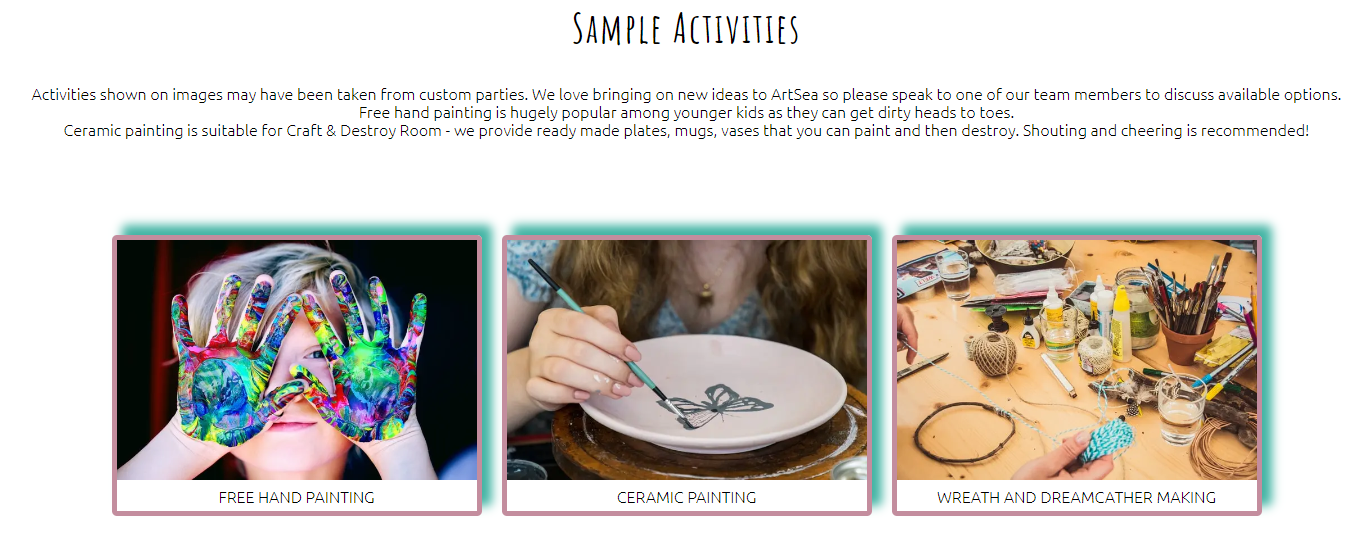 Sample Activities
Activities shown on images may have been taken from custom parties. We love bringing on new ideas to ArtSea so please speak to one of our team members to discuss available options.
Free hand painting is hugely popular among younger kids as they can get dirty heads to toes.
Ceramic painting is suitable for Craft & Destroy Room - we provide ready made plates, mugs, vases that you can paint and then destroy. Shouting and cheering is recommended!
FREE HAND PAINTING
CERAMIC PAINTING
WREATH AND DREAMCATHER MAKING